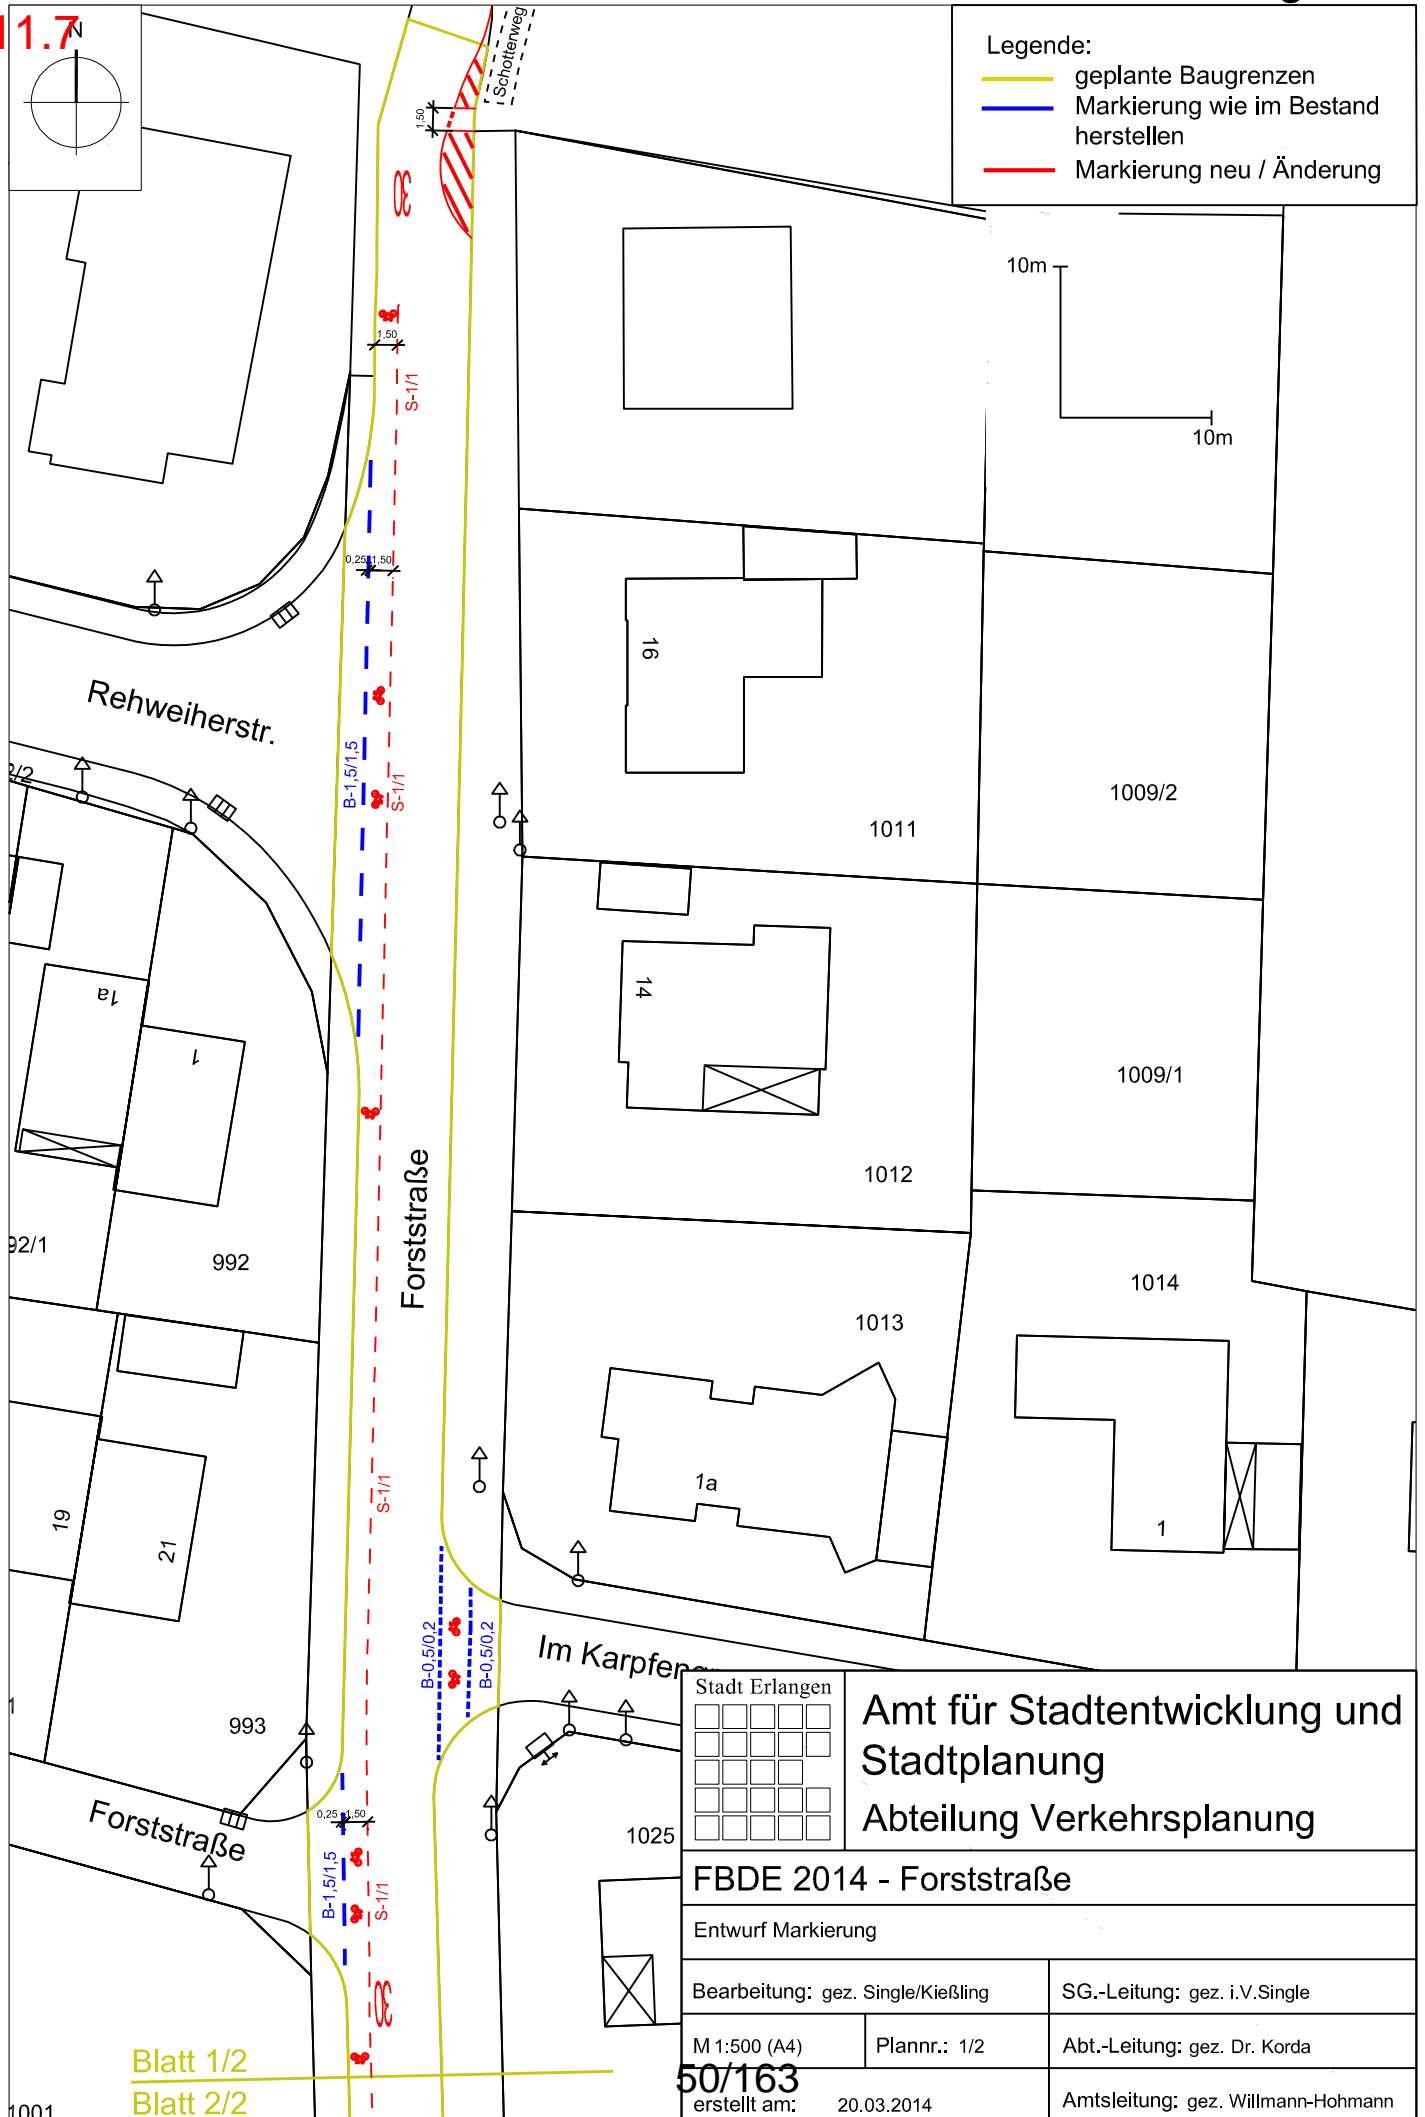 11.7
N
Schotterweg
Legende:
geplante Baugrenzen
Markierung wie im Bestand
herstellen
Markierung neu / Änderung
1,50
30
10m
10m
1,50
S-1/1
0,25
1,50
16
Rehweiherstr.
B-1,5/1,5
S-1/1
1009/2
1011
1a
14
1
1009/1
1012
Forststraße
92/1
992
1014
1013
S-1/1
1a
19
21
1
B-0,5/0,2
B-0,5/0,2
Im Karpfen
993
Forststraße
0,25
1,50
B-1,5/1,5
S-1/1
1025
30
Stadt Erlangen
Amt für Stadtentwicklung und
Stadtplanung
Abteilung Verkehrsplanung
FBDE 2014 - Forststraße
Entwurf Markierung
Bearbeitung: gez. Single/Kießling
SG.-Leitung: gez. i.V.Single
M 1:500 (A4)
Plannr.: 1/2
Abt.-Leitung: gez. Dr. Korda
50/163
erstellt am: 20.03.2014
Amtsleitung: gez. Willmann-Hohmann
Blatt 1/2
Blatt 2/2
1001